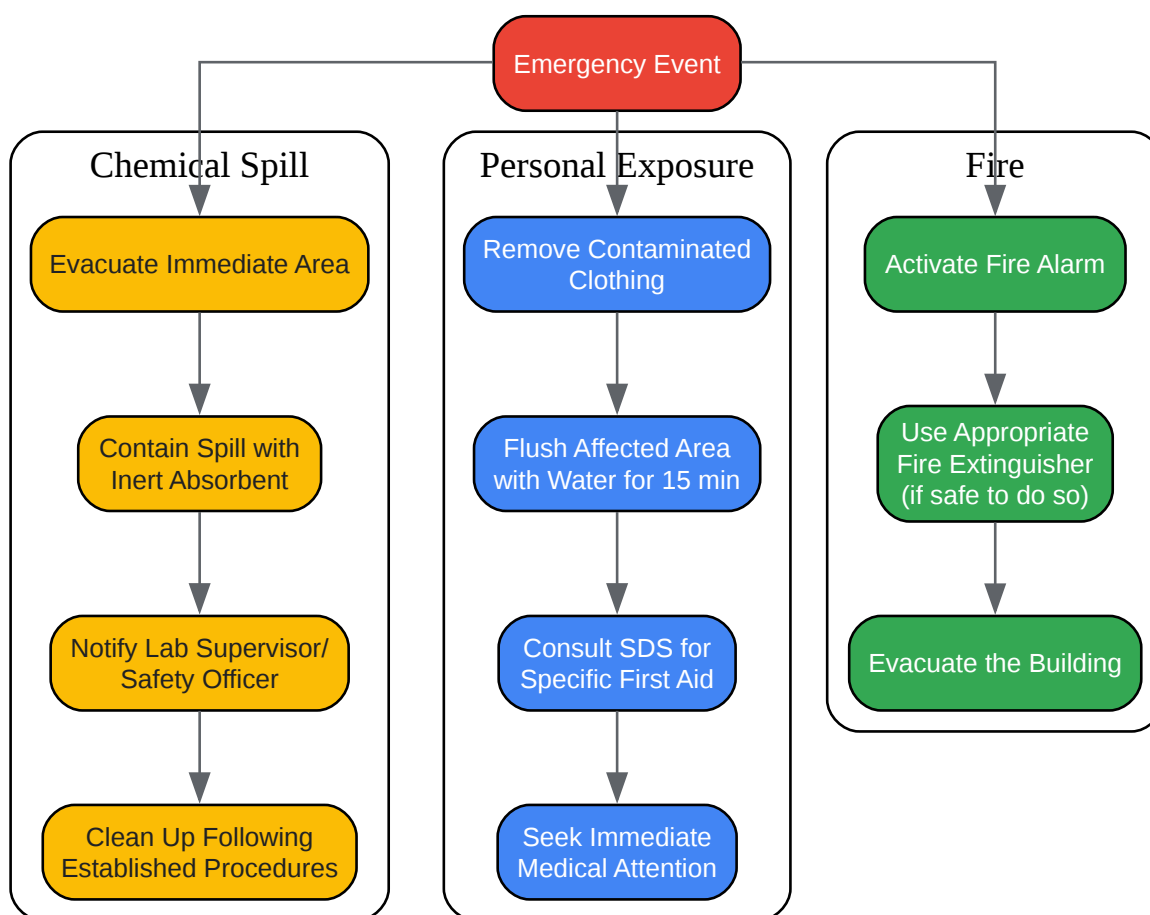 Emergency Event
Chemical Spill
Evacuate Immediate Area
Contain Spill with
Inert Absorbent
Notify Lab Supervisor/
Safety Officer
Clean Up Following
Established Procedures
Personal Exposure
Remove Contaminated
Clothing
Flush Affected Area
with Water for 15 min
Consult SDS for
Specific First Aid
Seek Immediate
Medical Attention
Fire
Activate Fire Alarm
Use Appropriate
Fire Extinguisher
(if safe to do so)
Evacuate the Building